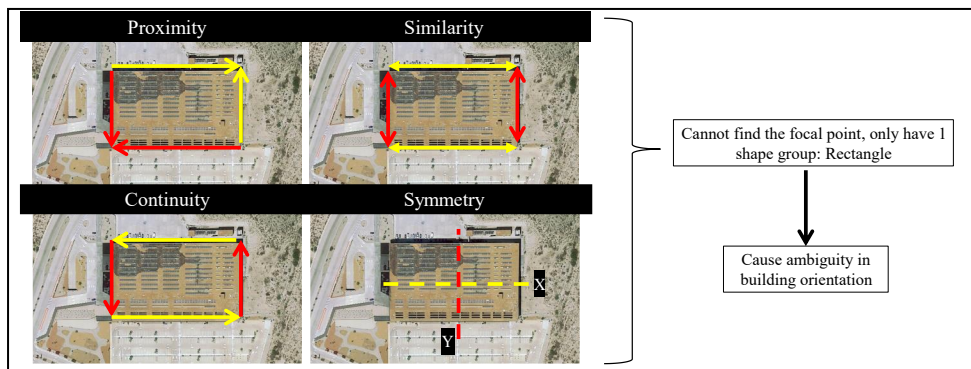 Proximity
Similarity
Continuity
Symmetry
X
Y
Cannot find the focal point, only have 1
shape group: Rectangle
Cause ambiguity in
building orientation